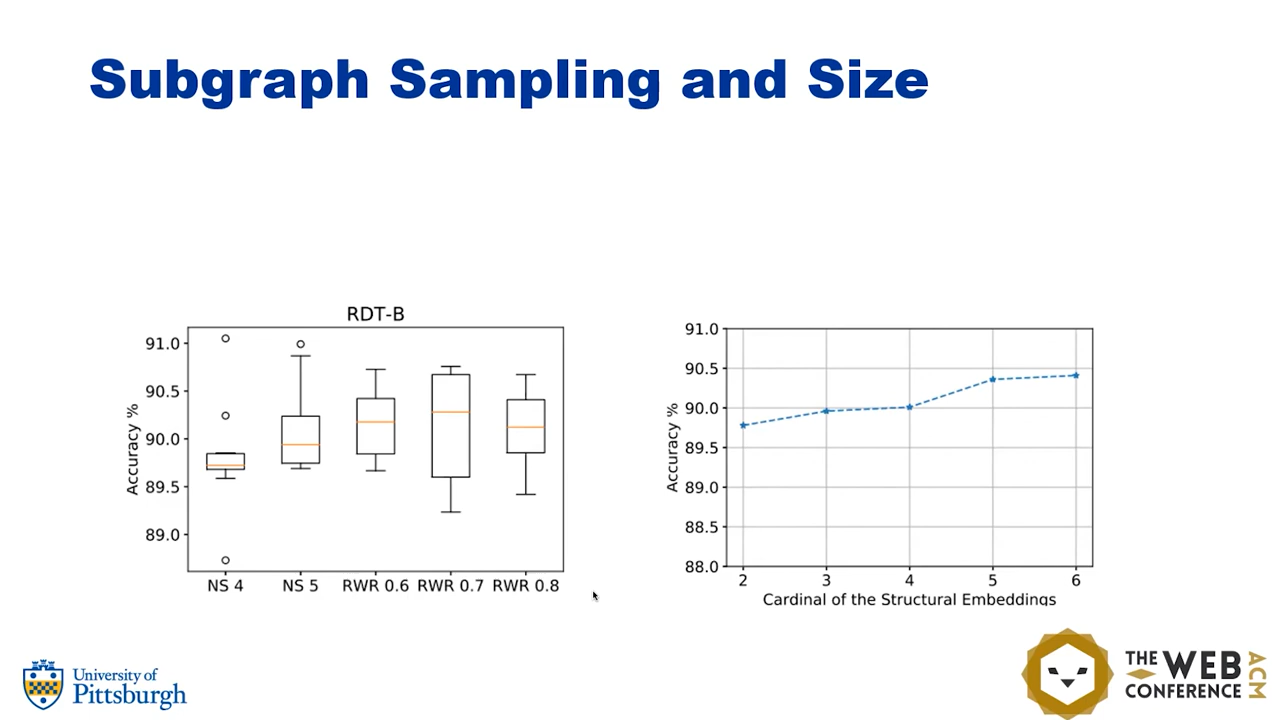 Subgraph Sampling and Size
RDT-B
91.0
90.5
90.0
89.5
89.0
Accuracy %
NS 4 NS 5 RWR 0.6 RWR 0.7 RWR 0.8
91.0
90.5
90.0
89.5
89.0
88.5
88.0
Accuracy %
2 3 4 5 6
Cardinal of the Structural Embeddings
University of
Pittsburgh
THE WEB
CONFERENCE
ACM